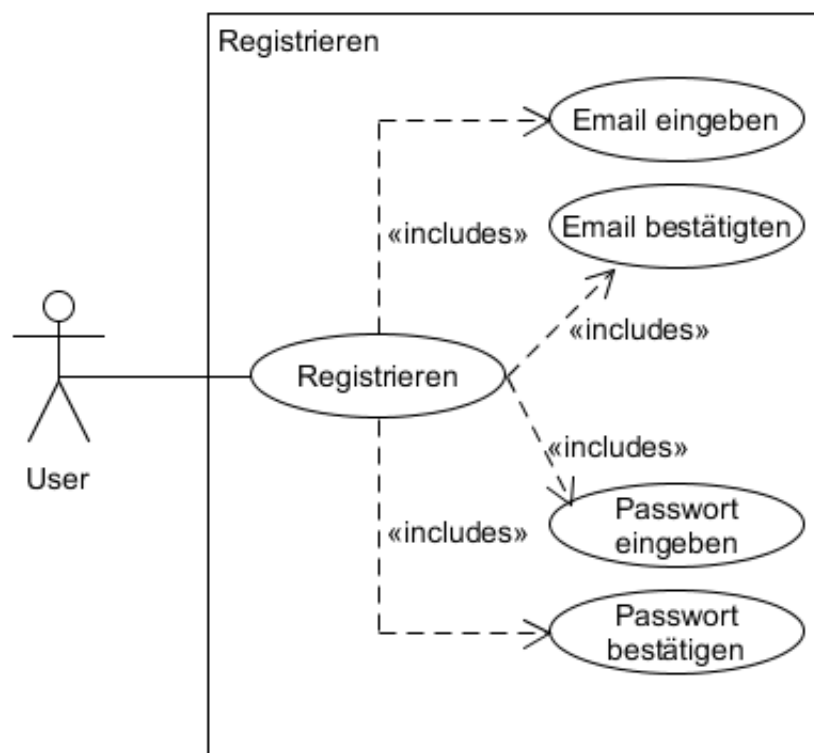 Registrieren
Email eingeben
«includes»
Email bestätigten
«includes»
Registrieren
«includes»
User
Passwort
eingeben
«includes»
Passwort
bestätigen